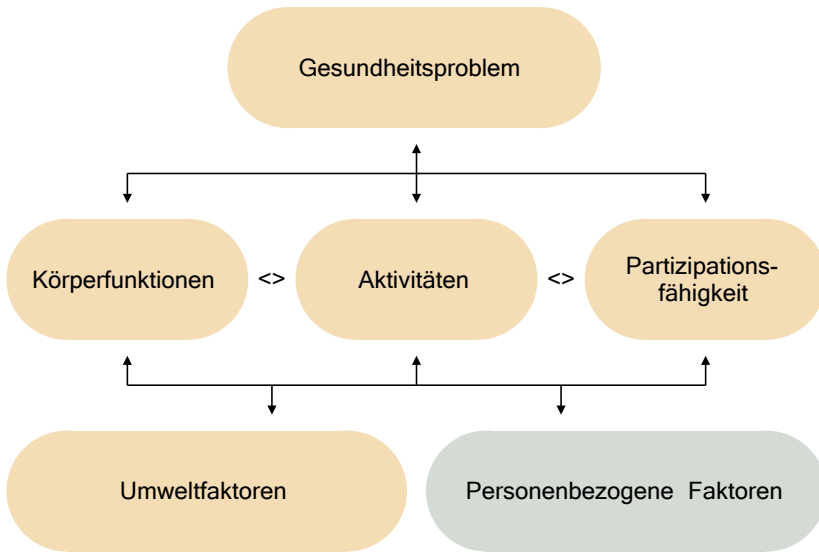 Gesundheitsproblem
Körperfunktionen <> Aktivitäten <> Partizipations-
fähigkeit
Umweltfaktoren Personenbezogene Faktoren